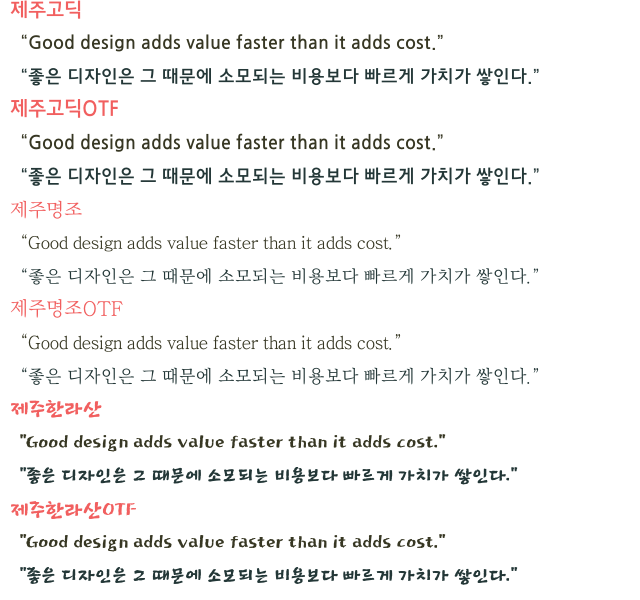 제주고딕
“Good design adds value faster than it adds cost.”
“좋은 디자인은 그 때문에 소모되는 비용보다 빠르게 가치가 쌓인다.”
제주고딕OTF
“Good design adds value faster than it adds cost.”
“좋은 디자인은 그 때문에 소모되는 비용보다 빠르게 가치가 쌓인다.”
제주명조
“Good design adds value faster than it adds cost.”
“좋은 디자인은 그 때문에 소모되는 비용보다 빠르게 가치가 쌓인다.”
제주명조OTF
“Good design adds value faster than it adds cost.”
“좋은 디자인은 그 때문에 소모되는 비용보다 빠르게 가치가 쌓인다.”
제주한라산
"Good design adds value faster than it adds cost."
"좋은 디자인은 그 때문에 소모되는 비용보다 빠르게 가치가 쌓인다."
제주한라산OTF
"Good design adds value faster than it adds cost."
"좋은 디자인은 그 때문에 소모되는 비용보다 빠르게 가치가 쌓인다."